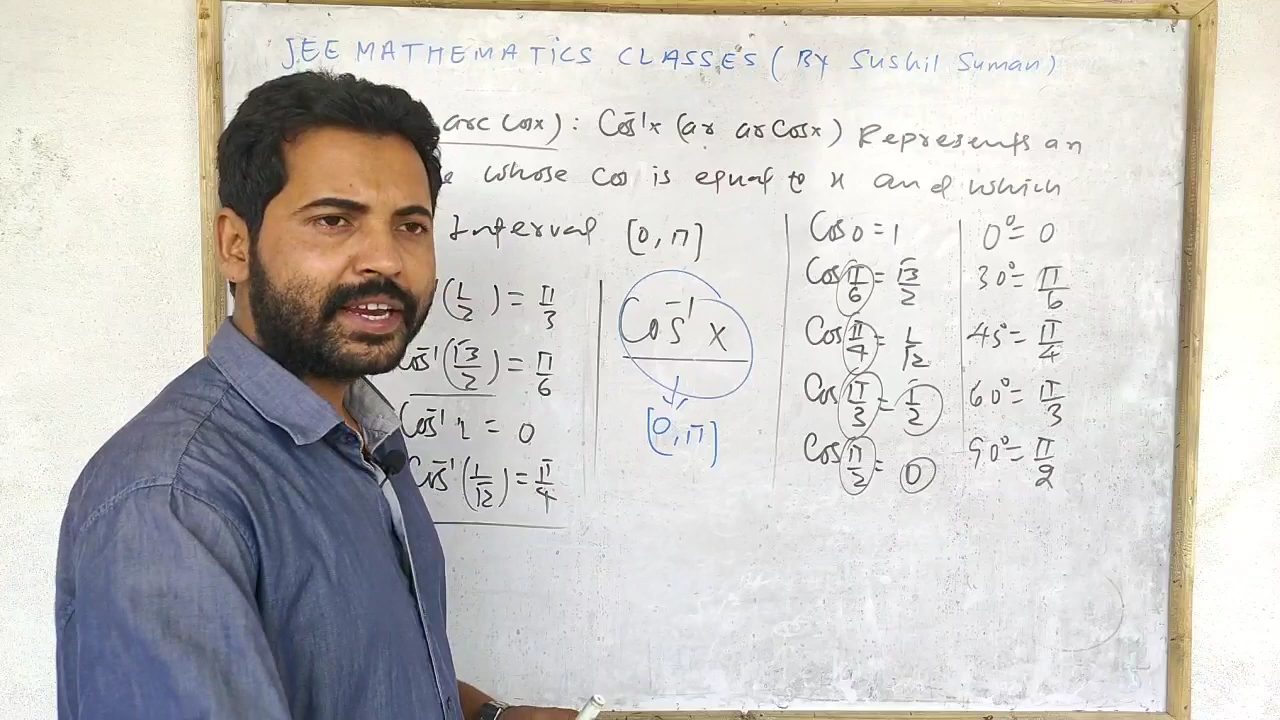 JEE MATHEMATICS CLASSES (BY Sushil Suman)
arc Cosx) : Cos⁻¹x (or arCosx) Represents an
whose Cos is equal to x and which
Interval [0, π]
⁻¹(1/2) = π/3
Cos⁻¹(√3/2) = π/6
Cos⁻¹ 1 = 0
Cos⁻¹(1/√2) = π/4
Cos⁻¹ x
[0, π]
Cos 0 = 1
Cos π/6 = √3/2
Cos π/4 = 1/√2
Cos π/3 = 1/2
Cos π/2 = 0
0° = 0
30° = π/6
45° = π/4
60° = π/3
90° = π/2